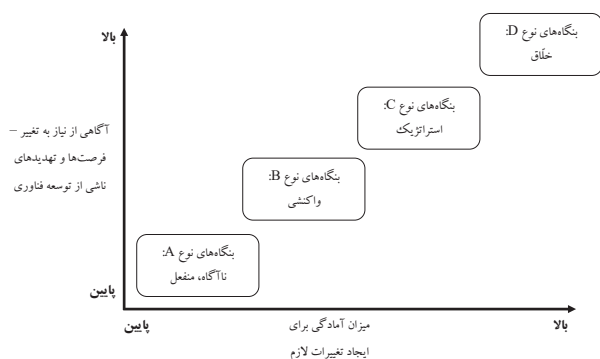 بالا
بنگاه‌های نوع D:
خلّاق
بنگاه‌های نوع C:
استراتژیک
آگاهی از نیاز به تغییر –
فرصت‌ها و تهدیدهای
ناشی از توسعه فناوری
بنگاه‌های نوع B:
واکنشی
بنگاه‌های نوع A:
ناآگاه، منفعل
پایین
پایین
میزان آمادگی برای
ایجاد تغییرات لازم
بالا